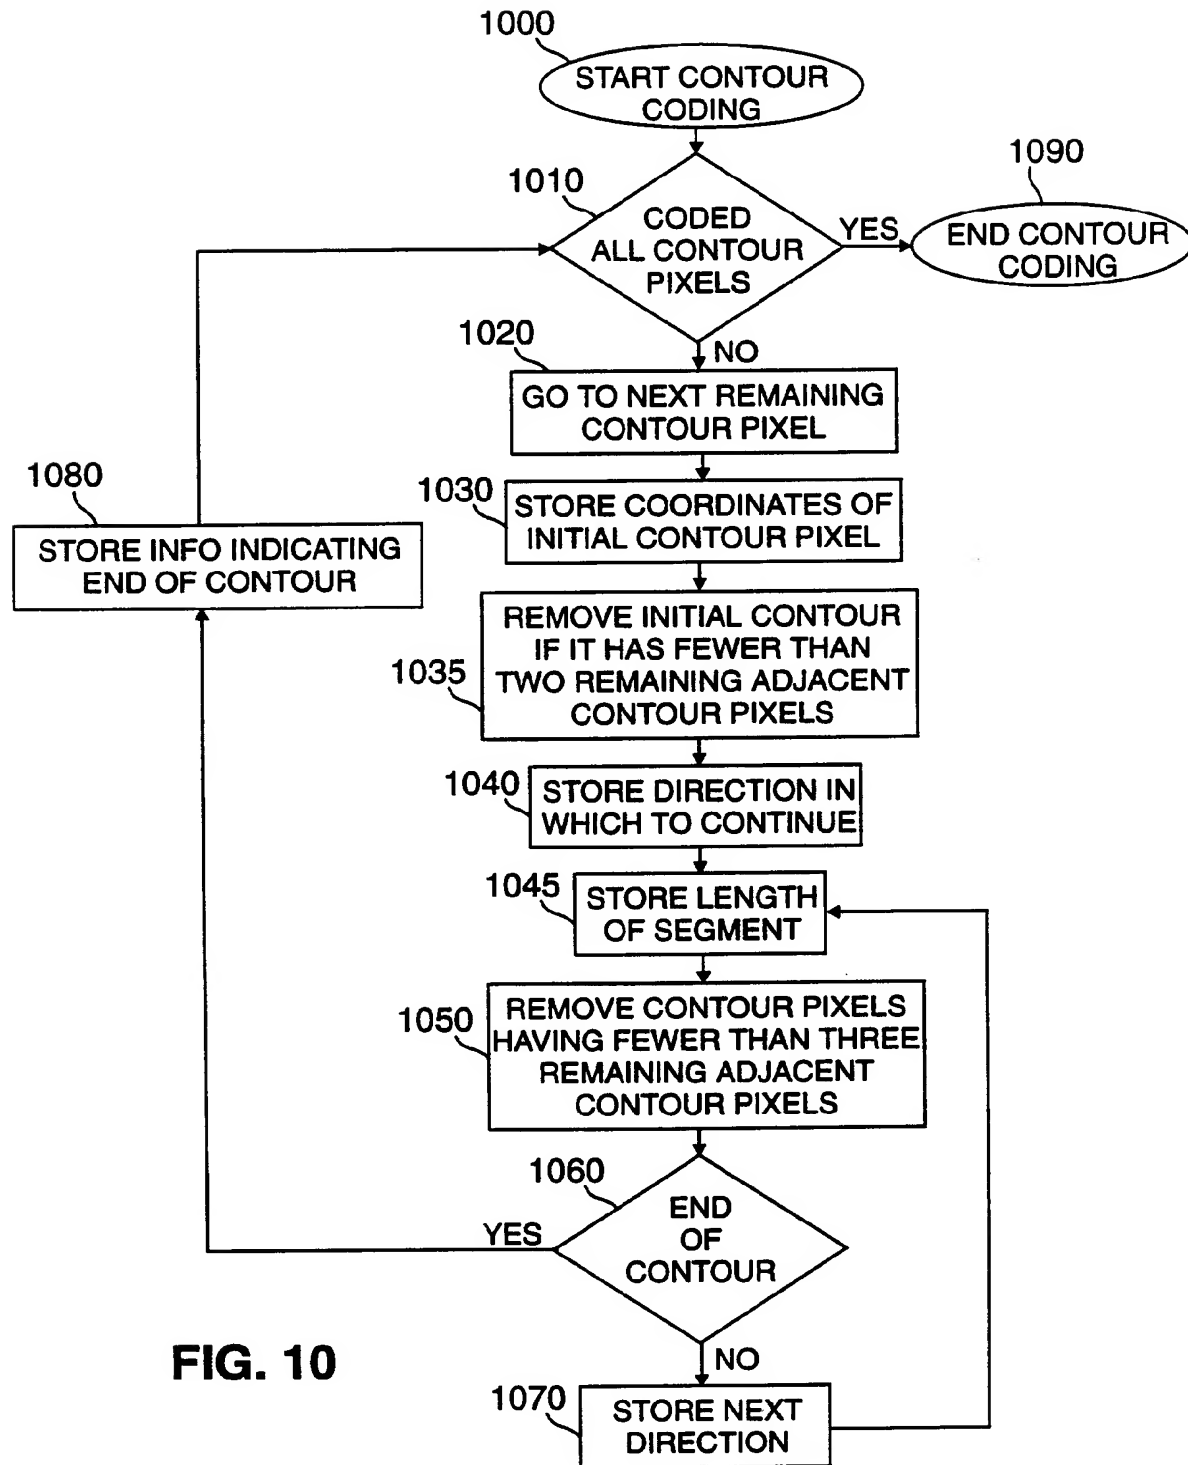 1000
START CONTOUR
CODING
1010
CODED
ALL CONTOUR
PIXELS
YES
1090
END CONTOUR
CODING
NO
1020
GO TO NEXT REMAINING
CONTOUR PIXEL
1030
STORE COORDINATES OF
INITIAL CONTOUR PIXEL
1080
STORE INFO INDICATING
END OF CONTOUR
1035
REMOVE INITIAL CONTOUR
IF IT HAS FEWER THAN
TWO REMAINING ADJACENT
CONTOUR PIXELS
1040
STORE DIRECTION IN
WHICH TO CONTINUE
1045
STORE LENGTH
OF SEGMENT
1050
REMOVE CONTOUR PIXELS
HAVING FEWER THAN THREE
REMAINING ADJACENT
CONTOUR PIXELS
1060
END
OF
CONTOUR
YES
NO
1070
STORE NEXT
DIRECTION
FIG. 10